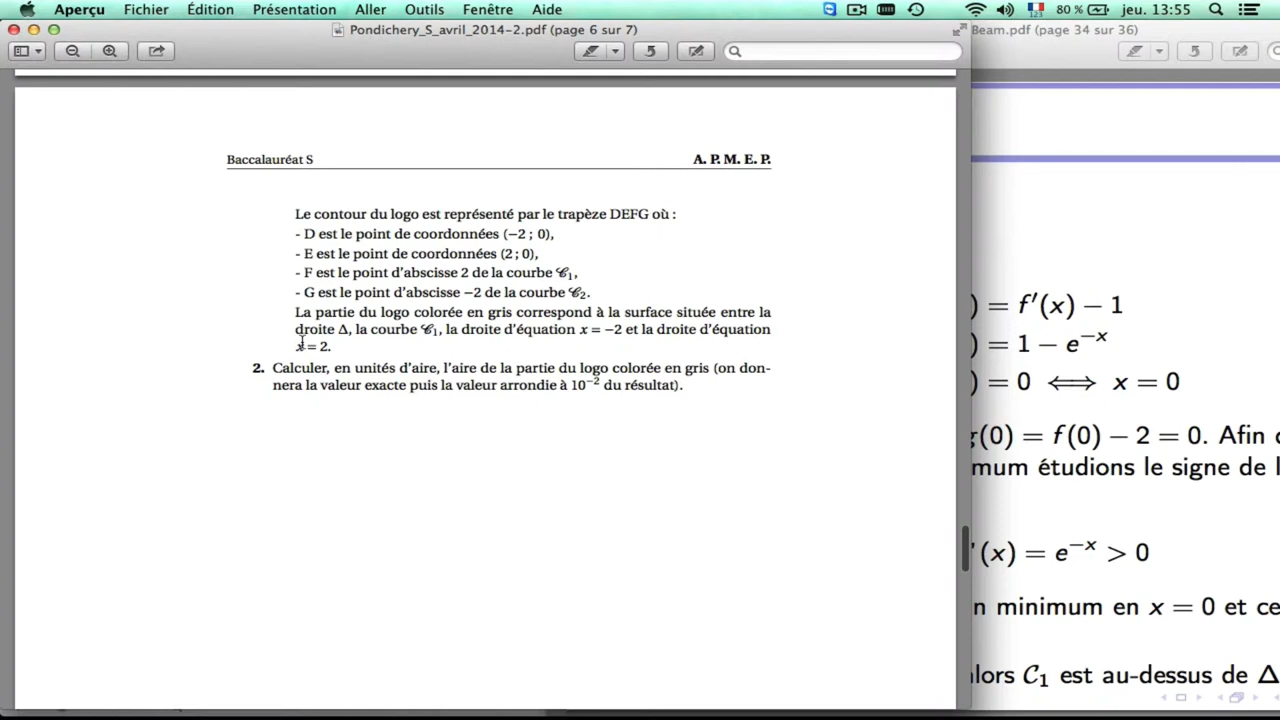 Aperçu Fichier Édition Présentation Aller Outils Fenêtre Aide 123 80 % jeu. 13:55
Pondichery_S_avril_2014-2.pdf (page 6 sur 7)
Beam.pdf (page 34 sur 36)
Baccalauréat S A. P. M. E. P.
Le contour du logo est représenté par le trapèze DEFG où :
- D est le point de coordonnées (−2 ; 0),
- E est le point de coordonnées (2 ; 0),
- F est le point d'abscisse 2 de la courbe 𝒞₁,
- G est le point d'abscisse −2 de la courbe 𝒞₂.
La partie du logo colorée en gris correspond à la surface située entre la
droite Δ, la courbe 𝒞₁, la droite d'équation x = −2 et la droite d'équation
x = 2.
2. Calculer, en unités d'aire, l'aire de la partie du logo colorée en gris (on don-
nera la valeur exacte puis la valeur arrondie à 10⁻² du résultat).
) = f′(x) − 1
) = 1 − e⁻ˣ
) = 0 ⟺ x = 0
g(0) = f(0) − 2 = 0. Afin
mum étudions le signe de
′(x) = e⁻ˣ > 0
n minimum en x = 0 et ce
alors 𝒞₁ est au-dessus de Δ